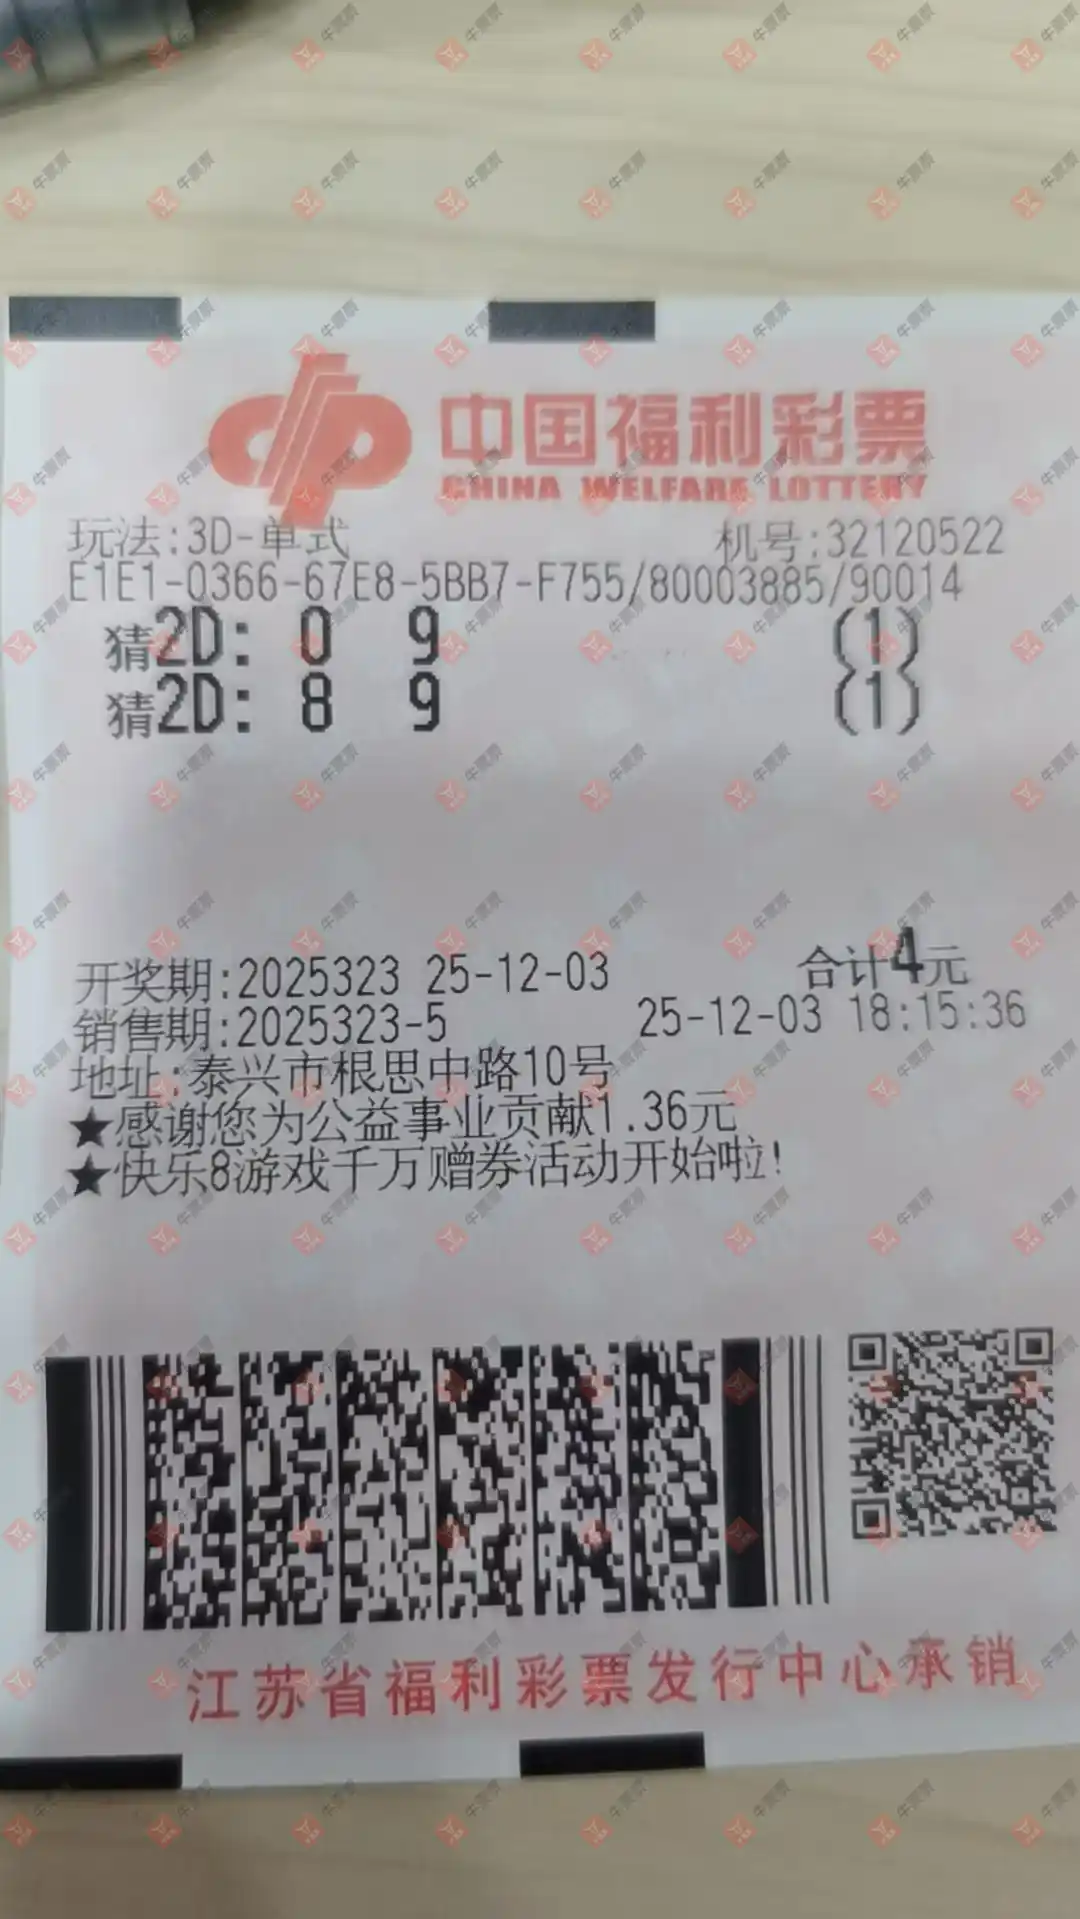 中国福利彩票
CHINA WELFARE LOTTERY
玩法:3D-单式 机号:32120522
E1E1-0366-67E8-5BB7-F755/80003885/90014
猜2D: 0 9 (1)
猜2D: 8 9 (1)
开奖期:2025323 25-12-03 合计4元
销售期:2025323-5 25-12-03 18:15:36
地址:泰兴市根思中路10号
★感谢您为公益事业贡献1.36元
★快乐8游戏千万赠券活动开始啦!
江苏省福利彩票发行中心承销